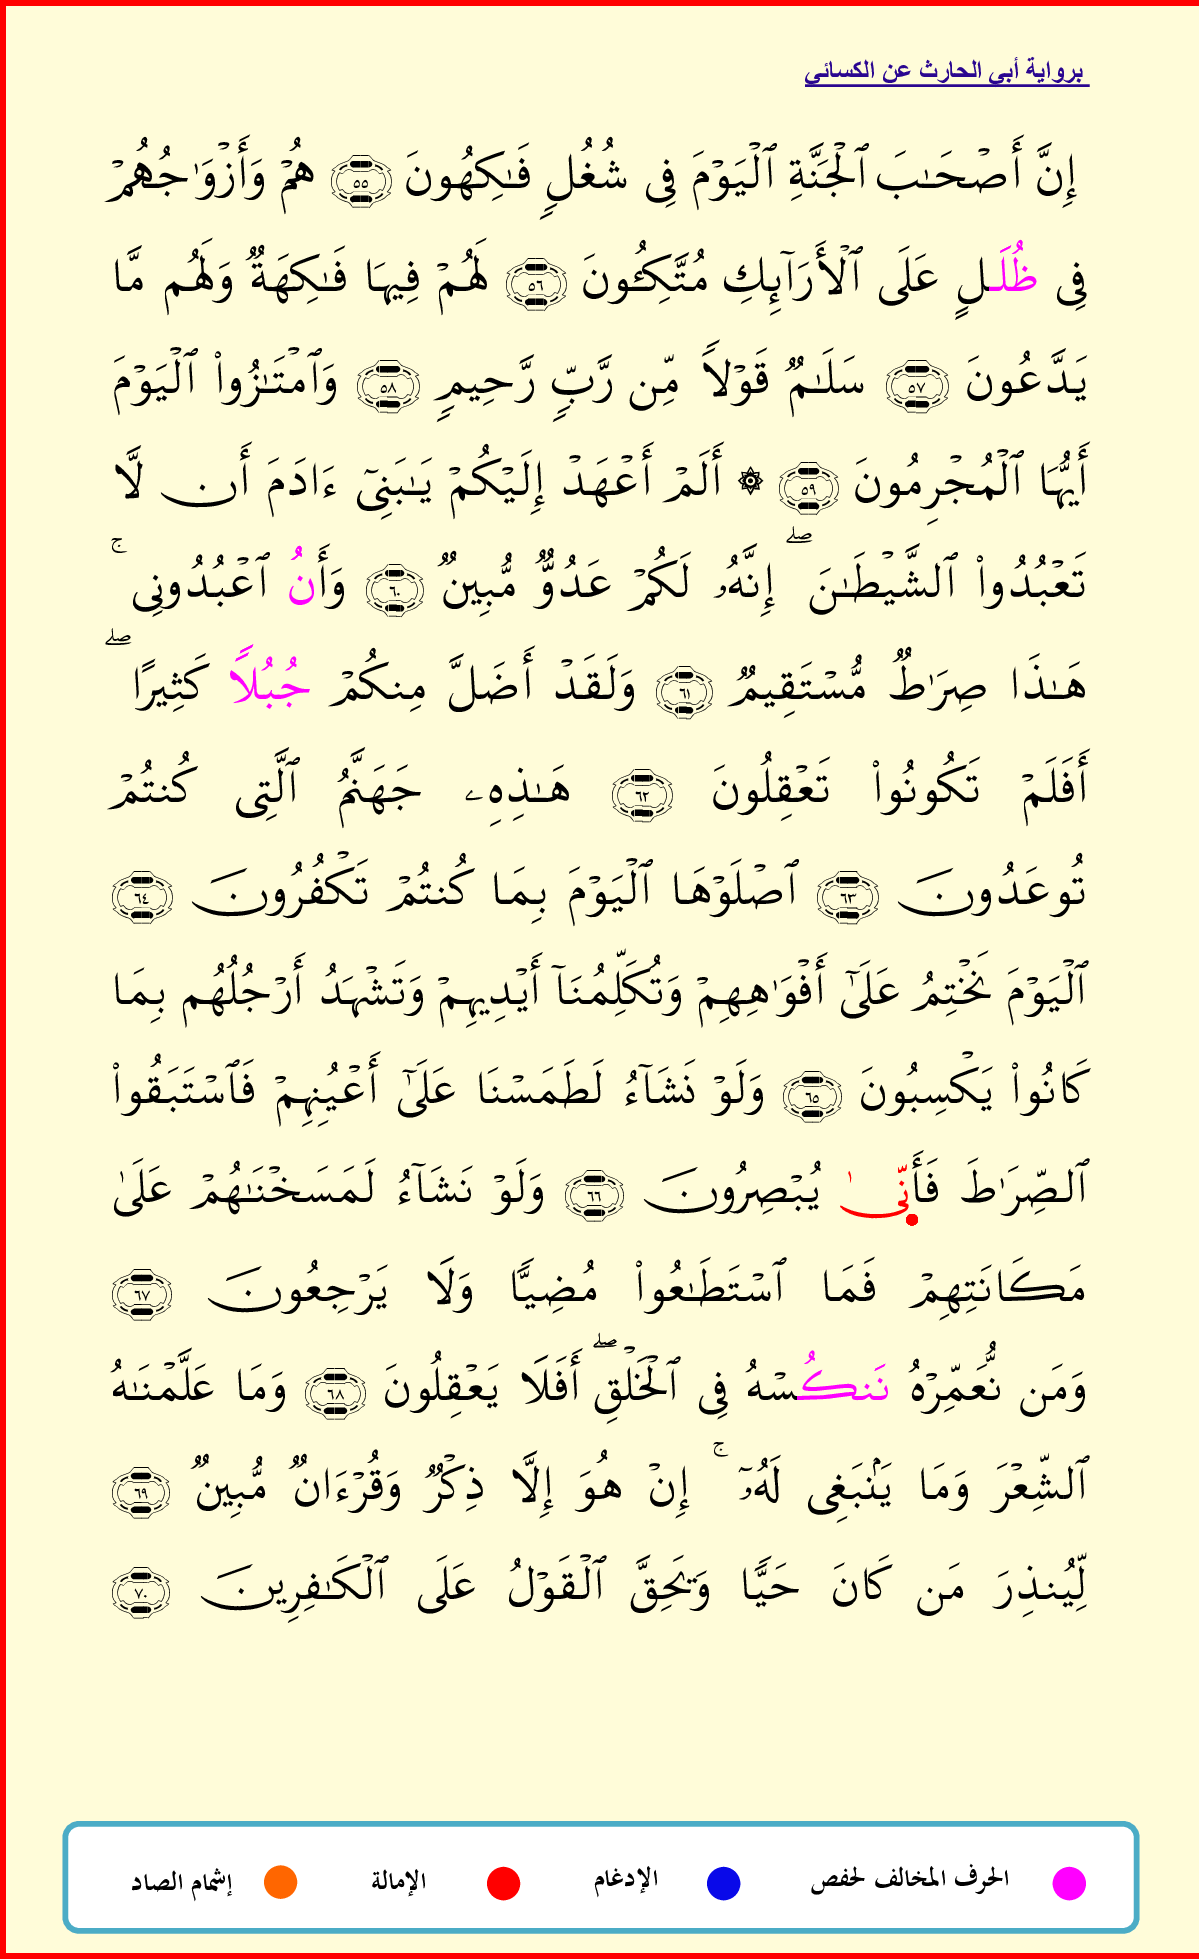 برواية أبي الحارث عن الكسائي
إِنَّ أَصۡحَـٰبَ ٱلۡجَنَّةِ ٱلۡيَوۡمَ فِى شُغُلٍ فَـٰكِهُونَ ٥٥ هُمۡ وَأَزۡوَٰجُهُمۡ
فِى ظُلَـلٍ عَلَى ٱلۡأَرَآئِكِ مُتَّكِـُٔونَ ٥٦ لَهُمۡ فِيهَا فَـٰكِهَةٌ وَلَهُم مَّا
يَدَّعُونَ ٥٧ سَلَـٰمٌ قَوۡلاً مِّن رَّبٍّ رَّحِيمٍ ٥٨ وَٱمۡتَـٰزُواْ ٱلۡيَوۡمَ
أَيُّهَا ٱلۡمُجۡرِمُونَ ٥٩ ۞ أَلَمۡ أَعۡهَدۡ إِلَيۡكُمۡ يَـٰبَنِىٓ ءَادَمَ أَن لَّا
تَعۡبُدُواْ ٱلشَّيۡطَـٰنَ ۖ إِنَّهُۥ لَكُمۡ عَدُوٌّ مُّبِينٌ ٦٠ وَأَنُ ٱعۡبُدُونِى ۚ
هَـٰذَا صِرَٰطٌ مُّسۡتَقِيمٌ ٦١ وَلَقَدۡ أَضَلَّ مِنكُمۡ جُبُلاً كَثِيرًا ۖ
أَفَلَمۡ تَكُونُواْ تَعۡقِلُونَ ٦٢ هَـٰذِهِۦ جَهَنَّمُ ٱلَّتِى كُنتُمۡ
تُوعَدُونَ ٦٣ ٱصۡلَوۡهَا ٱلۡيَوۡمَ بِمَا كُنتُمۡ تَكۡفُرُونَ ٦٤
ٱلۡيَوۡمَ نَخۡتِمُ عَلَىٰٓ أَفۡوَٰهِهِمۡ وَتُكَلِّمُنَآ أَيۡدِيهِمۡ وَتَشۡهَدُ أَرۡجُلُهُم بِمَا
كَانُواْ يَكۡسِبُونَ ٦٥ وَلَوۡ نَشَآءُ لَطَمَسۡنَا عَلَىٰٓ أَعۡيُنِهِمۡ فَٱسۡتَبَقُواْ
ٱلصِّرَٰطَ فَأَنِّىٰ يُبۡصِرُونَ ٦٦ وَلَوۡ نَشَآءُ لَمَسَخۡنَـٰهُمۡ عَلَىٰ
مَكَانَتِهِمۡ فَمَا ٱسۡتَطَـٰعُواْ مُضِيًّا وَلَا يَرۡجِعُونَ ٦٧
وَمَن نُّعَمِّرۡهُ نَنكُسۡهُ فِى ٱلۡخَلۡقِ ۖ أَفَلَا يَعۡقِلُونَ ٦٨ وَمَا عَلَّمۡنَـٰهُ
ٱلشِّعۡرَ وَمَا يَنۢبَغِى لَهُۥٓ ۚ إِنۡ هُوَ إِلَّا ذِكۡرٌ وَقُرۡءَانٌ مُّبِينٌ ٦٩
لِّيُنذِرَ مَن كَانَ حَيًّا وَيَحِقَّ ٱلۡقَوۡلُ عَلَى ٱلۡكَـٰفِرِينَ ٧٠
الحرف المخالف لحفص الإدغام الإمالة إشمام الصاد